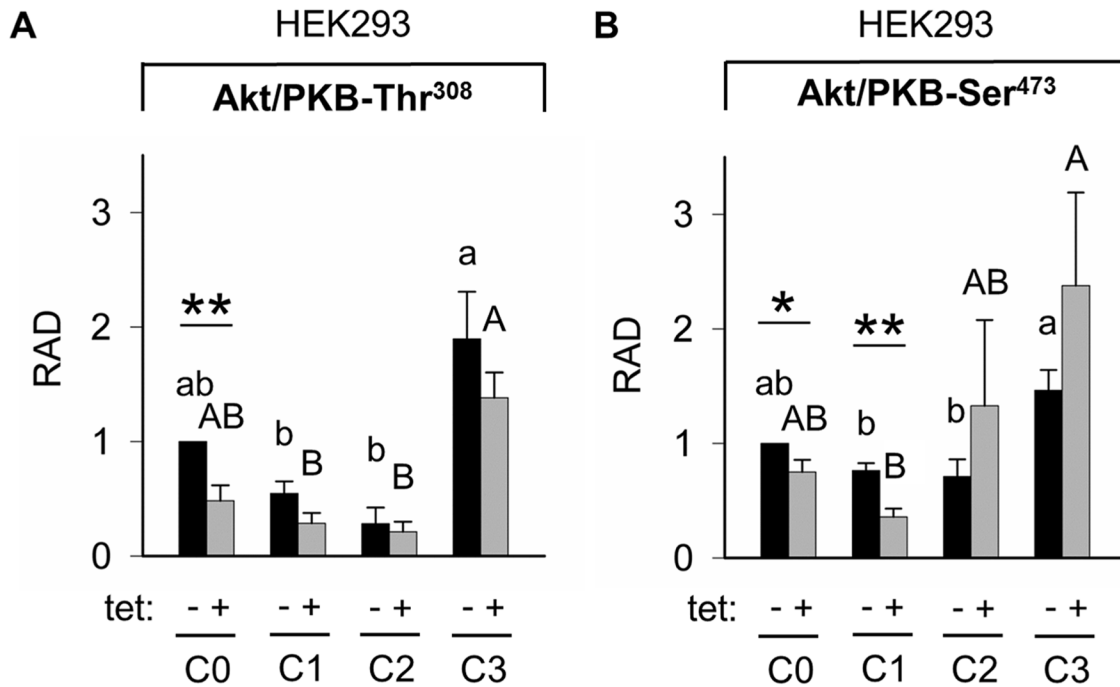 A
HEK293
Akt/PKB-Thr308
RAD
3
2
1
0
**
ab
AB
b
B
b
B
a
A
tet:
- +
- +
- +
- +
C0
C1
C2
C3
B
HEK293
Akt/PKB-Ser473
RAD
3
2
1
0
*
ab
AB
**
b
B
b
AB
a
A
tet:
- +
- +
- +
- +
C0
C1
C2
C3